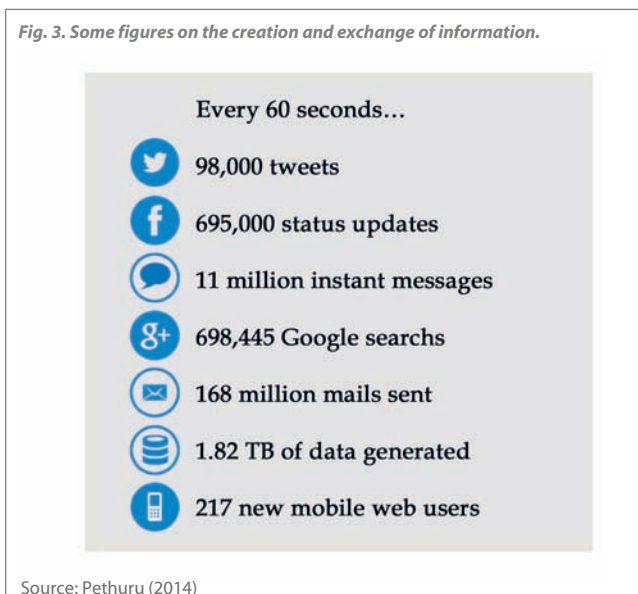 Fig. 3. Some figures on the creation and exchange of information.
Every 60 seconds...
98,000 tweets
f
695,000 status updates
11 million instant messages
g+
698,445 Google searchs
168 million mails sent
1.82 TB of data generated
217 new mobile web users
Source: Pethuru (2014)